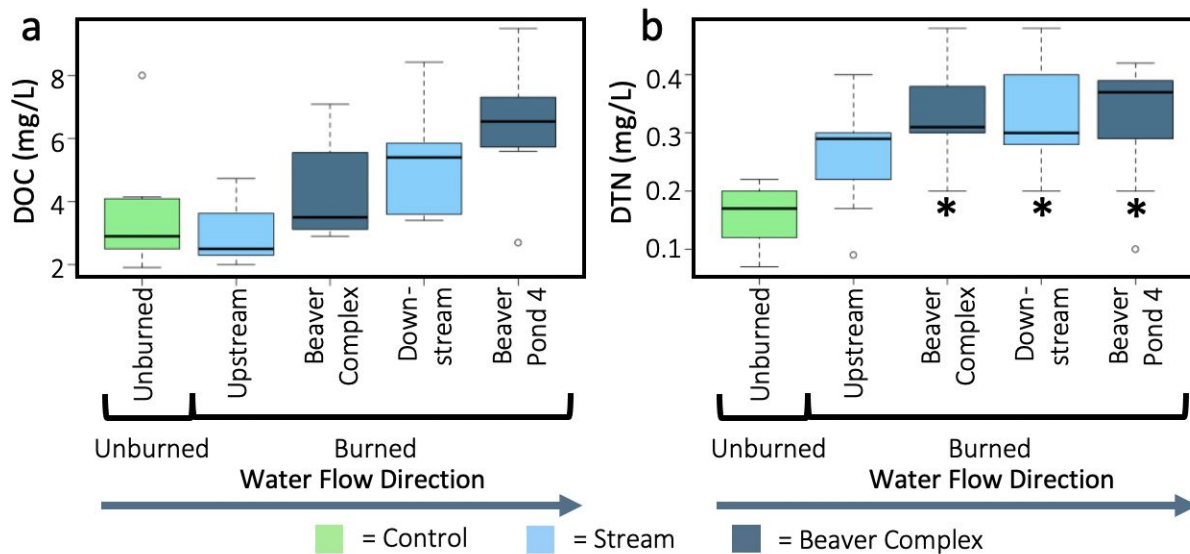 a
DOC (mg/L)
8
6
4
2
Unburned
Upstream
Beaver
Complex
Down-
stream
Beaver
Pond 4
Unburned
Burned
Water Flow Direction
b
DTN (mg/L)
0.4
0.3
0.2
0.1
*
*
*
Unburned
Upstream
Beaver
Complex
Down-
stream
Beaver
Pond 4
Unburned
Burned
Water Flow Direction
= Control
= Stream
= Beaver Complex